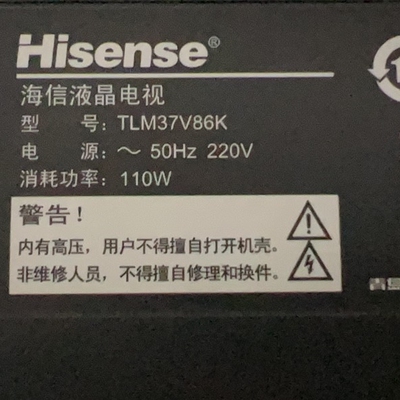 Hisense®
海信液晶电视
型 号：TLM37V86K
电 源：～ 50Hz 220V
消耗功率：110W
警告！
内有高压，用户不得擅自打开机壳。
非维修人员，不得擅自修理和换件。